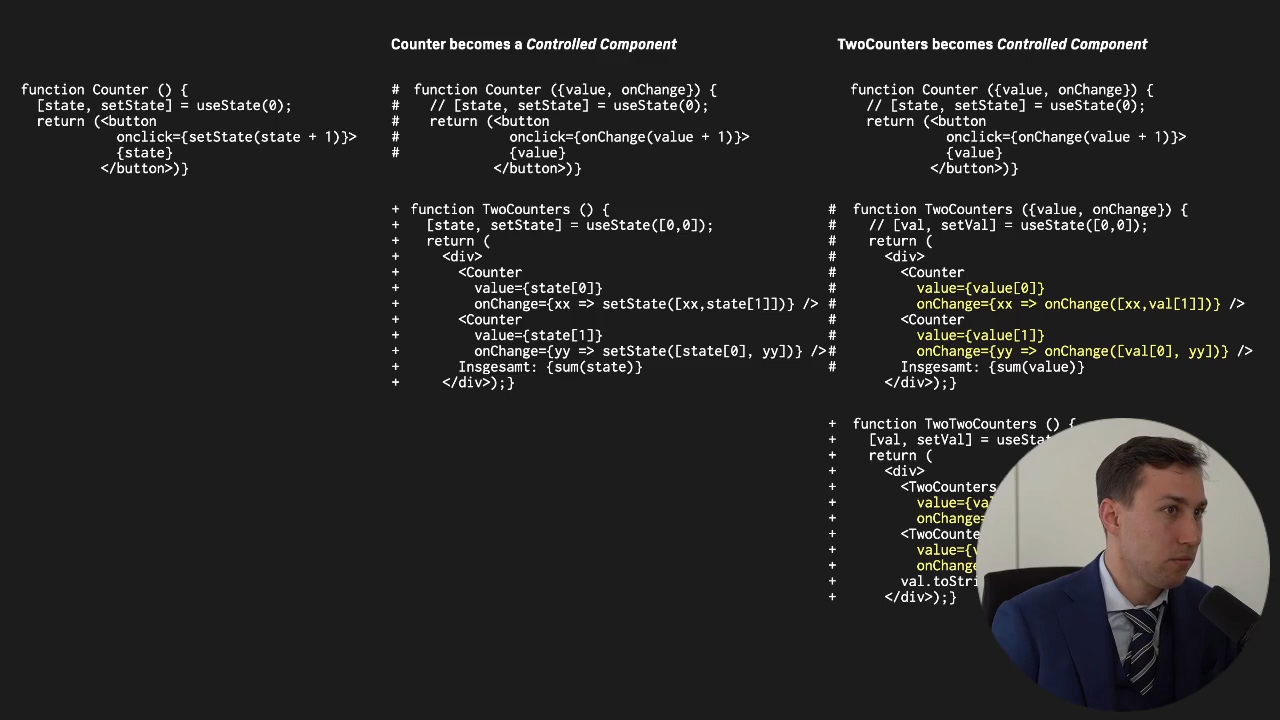 Counter becomes a Controlled Component
TwoCounters becomes Controlled Component
function Counter () {
[state, setState] = useState(0);
return (<button
onclick={setState(state + 1)}>
{state}
</button>)}
# function Counter ({value, onChange}) {
# // [state, setState] = useState(0);
# return (<button
# onclick={onChange(value + 1)}>
# {value}
</button>)}
+ function TwoCounters () {
+ [state, setState] = useState([0,0]);
+ return (
+ <div>
+ <Counter
+ value={state[0]}
+ onChange={xx => setState([xx,state[1]])} />
+ <Counter
+ value={state[1]}
+ onChange={yy => setState([state[0], yy])} />
+ Insgesamt: {sum(state)}
+ </div>);}
function Counter ({value, onChange}) {
// [state, setState] = useState(0);
return (<button
onclick={onChange(value + 1)}>
{value}
</button>)}
# function TwoCounters ({value, onChange}) {
# // [val, setVal] = useState([0,0]);
# return (
# <div>
# <Counter
# value={value[0]}
# onChange={xx => onChange([xx,val[1]])} />
# <Counter
# value={value[1]}
# onChange={yy => onChange([val[0], yy])} />
# Insgesamt: {sum(value)}
</div>);}
+ function TwoTwoCounters () {
+ [val, setVal] = useSta
+ return (
+ <div>
+ <TwoCounters
+ value={va
+ onChange=
+ <TwoCounte
+ value={v
+ onChange
+ val.toStri
+ </div>);}